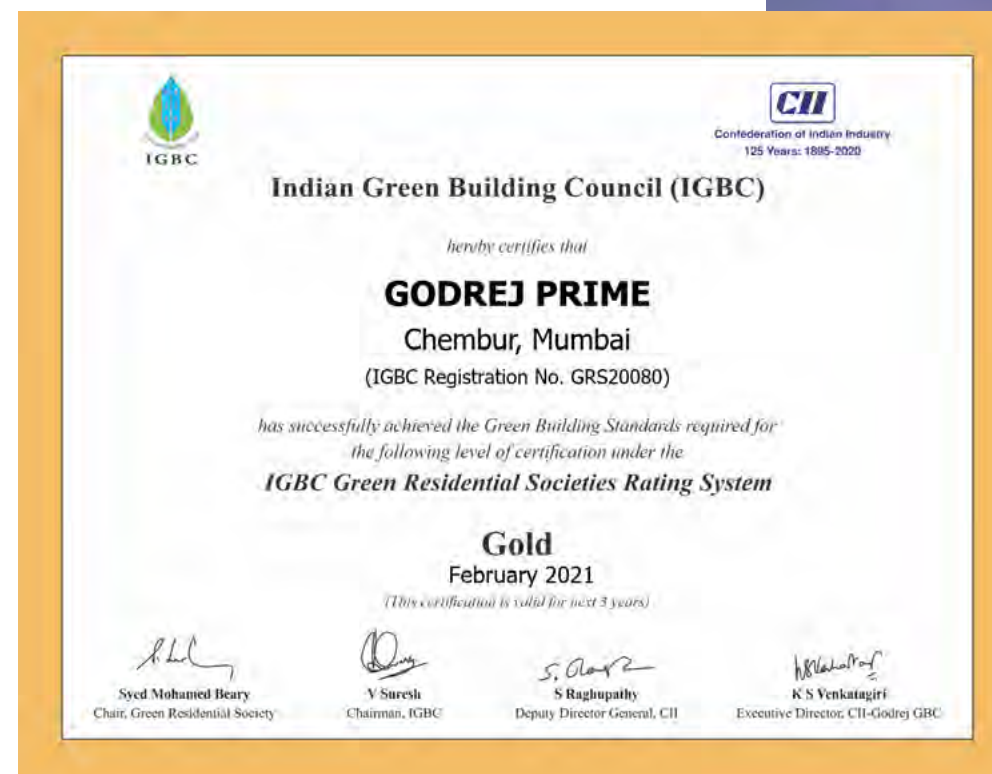 IGBC
CII
Confederation of Indian Industry
125 Years: 1895-2020
Indian Green Building Council (IGBC)
hereby certifies that
GODREJ PRIME
Chembur, Mumbai
(IGBC Registration No. GRS20080)
has successfully achieved the Green Building Standards required for
the following level of certification under the
IGBC Green Residential Societies Rating System
Gold
February 2021
(This certification is valid for next 3 years)
Syed Mohamed Beary
Chair, Green Residential Society
V Suresh
Chairman, IGBC
S Raghupathy
Deputy Director General, CII
K S Venkatagiri
Executive Director, CII-Godrej GBC